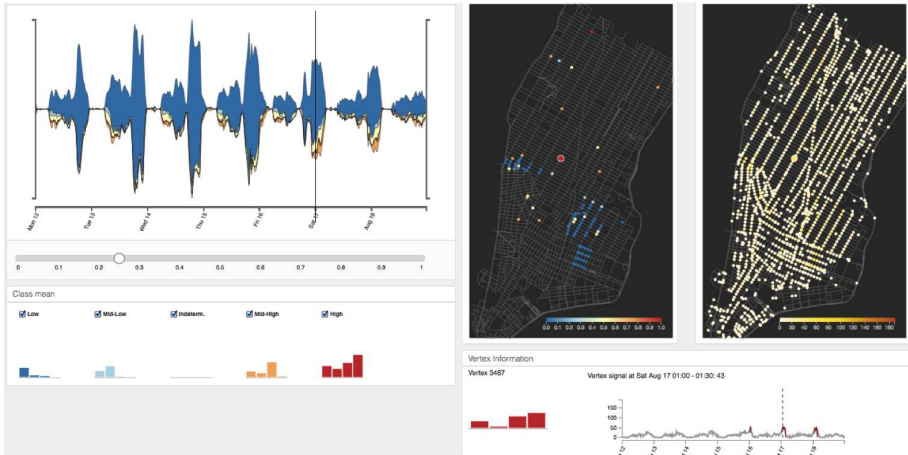 Mon 12
Tue 13
Wed 14
Thu 15
Fri 16
Sat 17
Aug 18
0 0.1 0.2 0.3 0.4 0.5 0.6 0.7 0.8 0.9 1
Class mean
Low Mid-Low Indeterm. Mid-High High
0.0 0.1 0.3 0.4 0.5 0.6 0.8 0.9 1.0
0 20 40 60 80 100 120 140 160 180
Vertex Information
Vertex 3487
Vertex signal at Sat Aug 17 01:00 - 01:30: 43
150
100
50
0